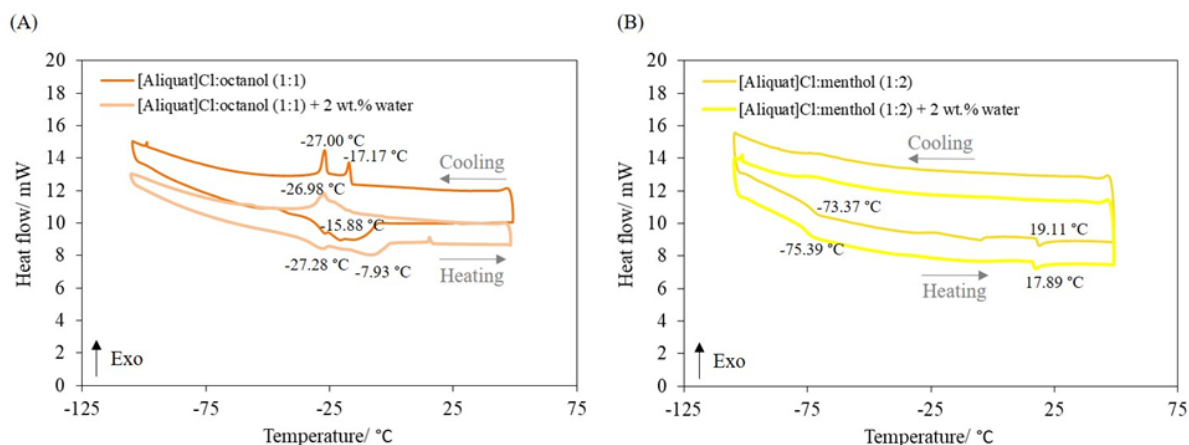 (A)
Heat flow/ mW
20
18
16
14
12
10
8
6
4
2
0
[Aliquat]Cl:octanol (1:1)
[Aliquat]Cl:octanol (1:1) + 2 wt.% water
-27.00 °C
-17.17 °C
Cooling
-26.98 °C
-15.88 °C
-27.28 °C
-7.93 °C
Heating
Exo
-125
-75
-25
25
75
Temperature/ °C
(B)
Heat flow/ mW
20
18
16
14
12
10
8
6
4
2
0
[Aliquat]Cl:menthol (1:2)
[Aliquat]Cl:menthol (1:2) + 2 wt.% water
Cooling
-73.37 °C
19.11 °C
-75.39 °C
Heating
17.89 °C
Exo
-125
-75
-25
25
75
Temperature/ °C